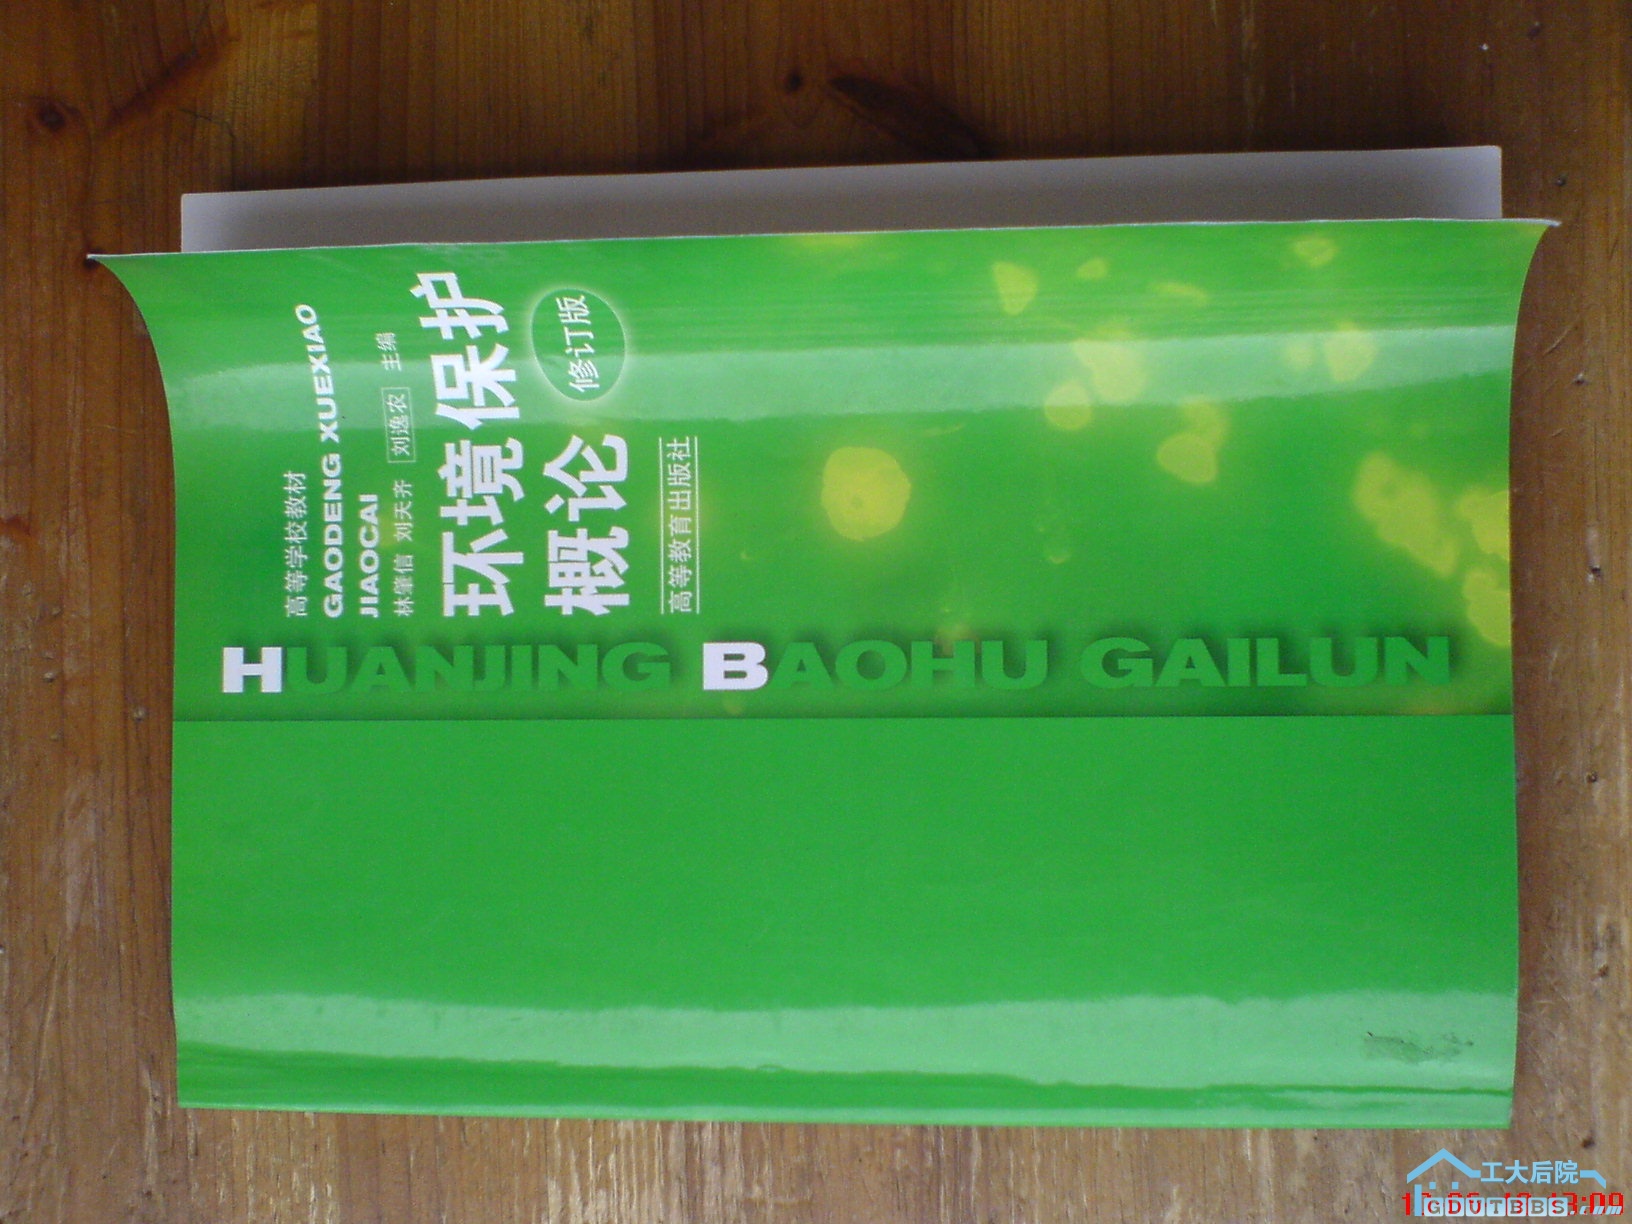 高等学校教材
GAODENG XUEXIAO
JIAOCAI
林肇信 刘天齐 刘逸农 主编
环境保护
概论
修订版
高等教育出版社
HUANJING BAOHU GAILUN
工大后院
GDUTBBS.com